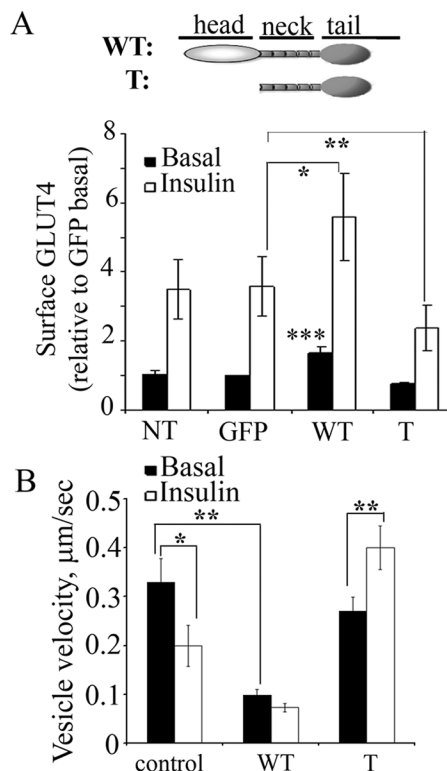 A
head neck tail
WT:
T:
8
6
4
2
0
Surface GLUT4
(relative to GFP basal)
Basal
Insulin
**
*
***
NT GFP WT T
B
Basal
Insulin
0.5
0.4
0.3
0.2
0.1
0
Vesicle velocity, µm/sec
**
*
**
control WT T